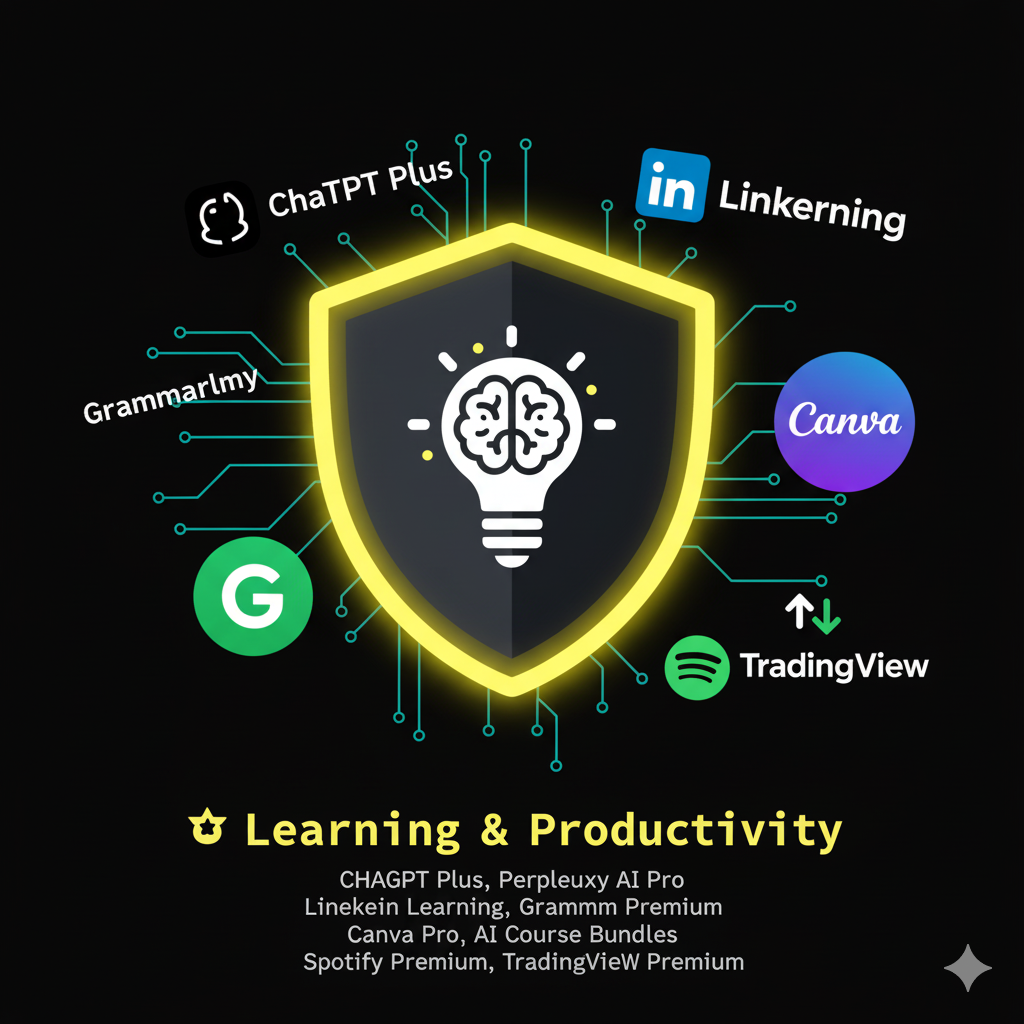 ChaTPT Plus
in Linkerning
Grammarlmy
Canva
G
TradingView
Learning & Productivity
CHAGPT Plus, Perpleuxy AI Pro
Linekein Learning, Grammm Premium
Canva Pro, AI Course Bundles
Spotify Premium, TradingVieW Premium